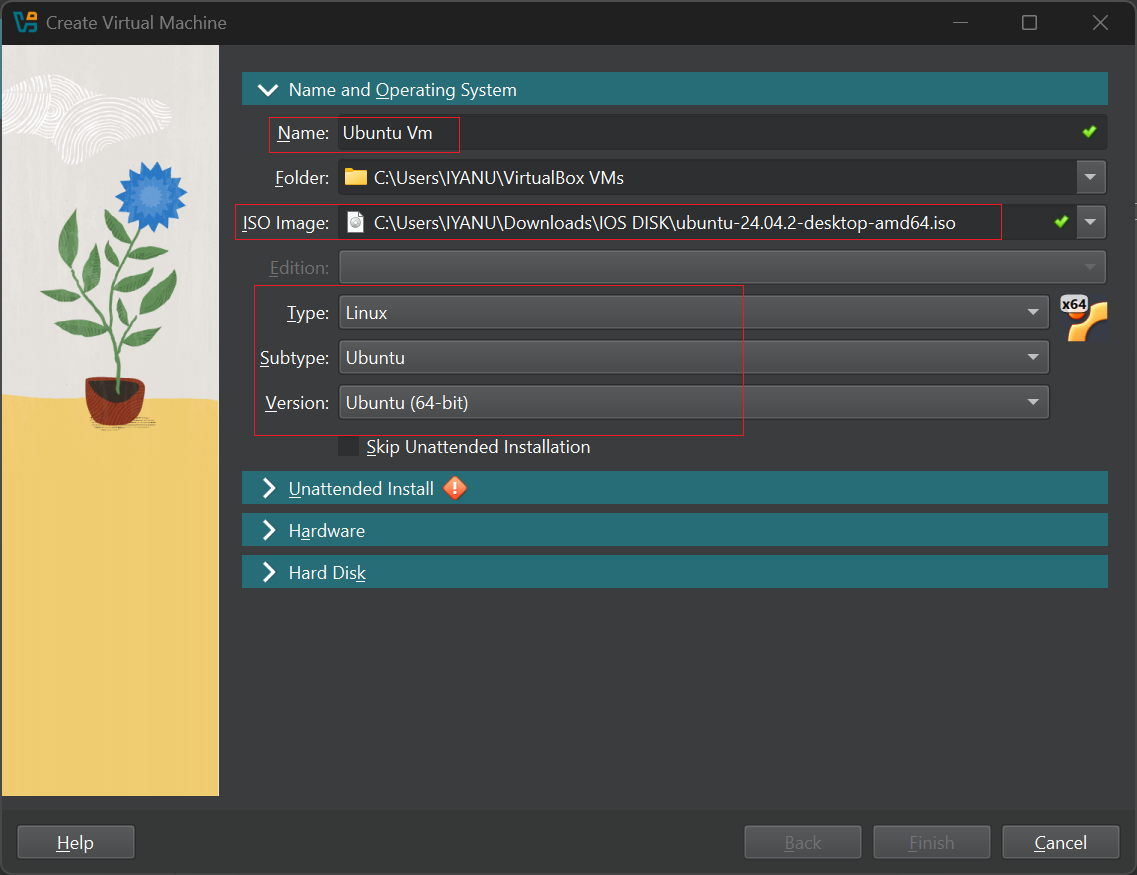 Create Virtual Machine
Name and Operating System
Name: Ubuntu Vm
Folder: C:\Users\IYANU\VirtualBox VMs
ISO Image: C:\Users\IYANU\Downloads\IOS DISK\ubuntu-24.04.2-desktop-amd64.iso
Edition:
x64
Type: Linux
Subtype: Ubuntu
Version: Ubuntu (64-bit)
Skip Unattended Installation
Unattended Install
Hardware
Hard Disk
Help Back Finish Cancel